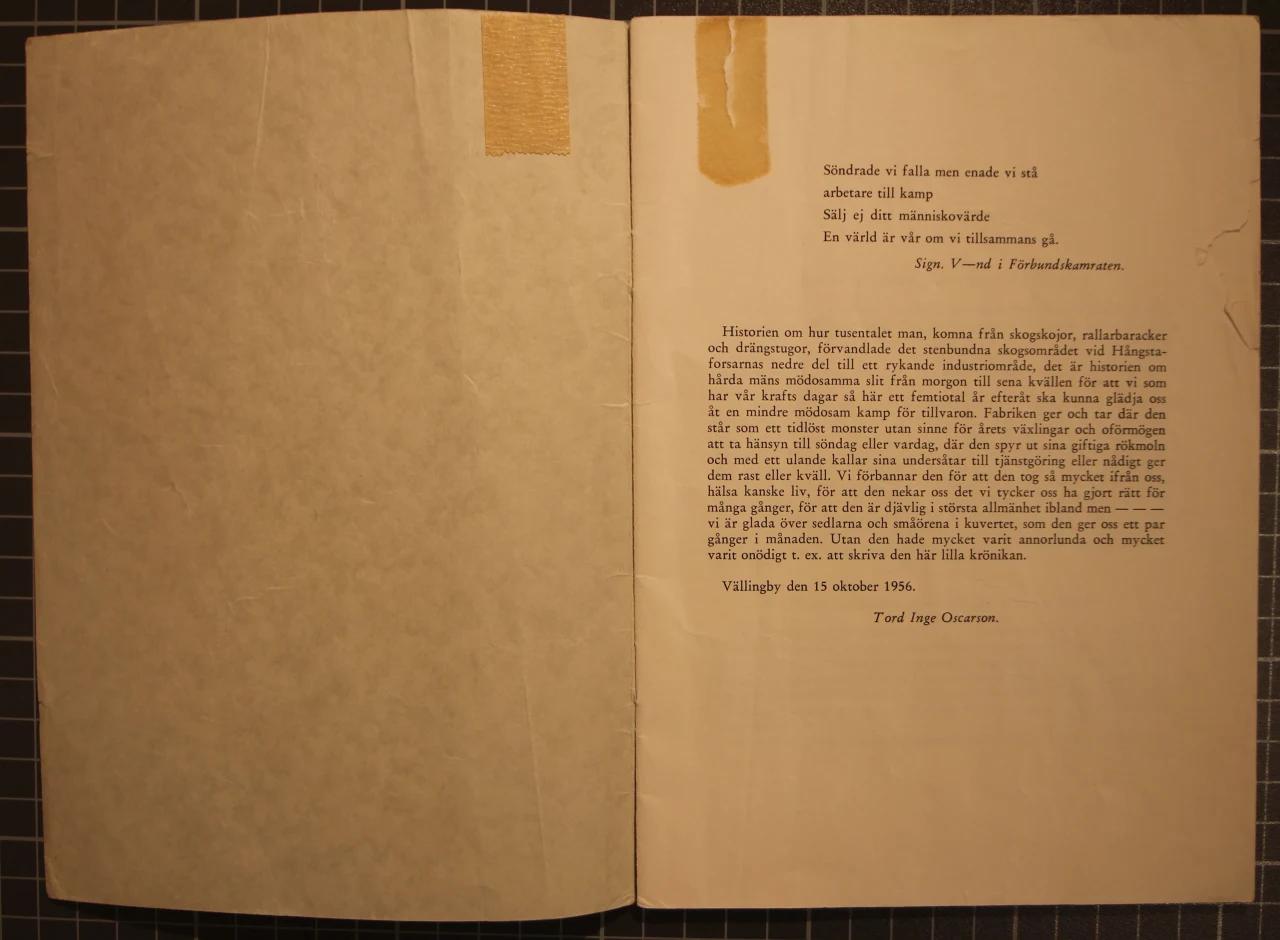 Söndrade vi falla men enade vi stå
arbetare till kamp
Sälj ej ditt människovärde
En värld är vår om vi tillsammans gå.
Sign. V—nd i Förbundskamraten.
Historien om hur tusentalet man, komna från skogskojor, rallarbaracker
och drängstugor, förvandlade det stenbundna skogsområdet vid Hångsta-
forsarnas nedre del till ett rykande industriområde, det är historien om
hårda mäns mödosamma slit från morgon till sena kvällen för att vi som
har vår krafts dagar så här ett femtiotal år efteråt ska kunna glädja oss
åt en mindre mödosam kamp för tillvaron. Fabriken ger och tar där den
står som ett tidlöst monster utan sinne för årets växlingar och oförmögen
att ta hänsyn till söndag eller vardag, där den spyr ut sina giftiga rökmoln
och med ett ulande kallar sina undersåtar till tjänstgöring eller nådigt ger
dem rast eller kväll. Vi förbannar den för att den tog så mycket ifrån oss,
hälsa kanske liv, för att den nekar oss det vi tycker oss ha gjort rätt för
många gånger, för att den är djävlig i största allmänhet ibland men — — —
vi är glada över sedlarna och småörena i kuvertet, som den ger oss ett par
gånger i månaden. Utan den hade mycket varit annorlunda och mycket
varit onödigt t. ex. att skriva den här lilla krönikan.
Vällingby den 15 oktober 1956.
Tord Inge Oscarson.